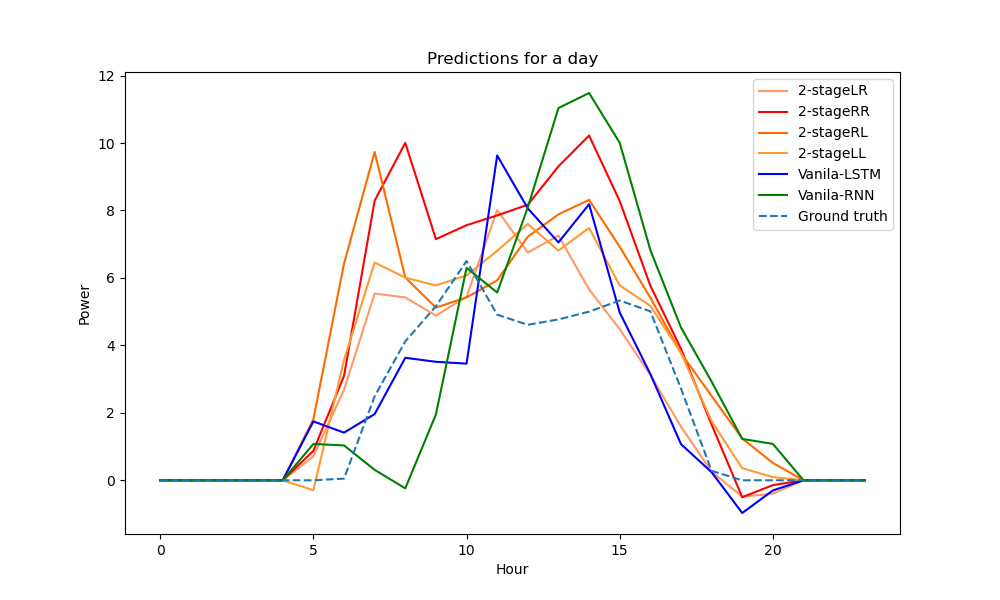 Predictions for a day
12
10
8
6
4
2
0
Power
0 5 10 15 20
Hour
2-stageLR
2-stageRR
2-stageRL
2-stageLL
Vanila-LSTM
Vanila-RNN
Ground truth